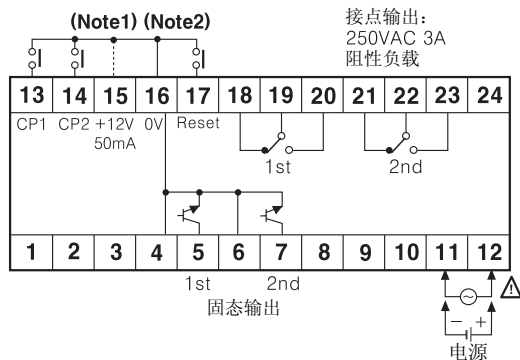 (Note1) (Note2)
接点输出:
250VAC 3A
阻性负载
13 14 15 16 17 18 19 20 21 22 23 24
CP1 CP2 +12V 0V Reset
50mA
1st 2nd
1 2 3 4 5 6 7 8 9 10 11 12
1st 2nd
固态输出
− +
电源